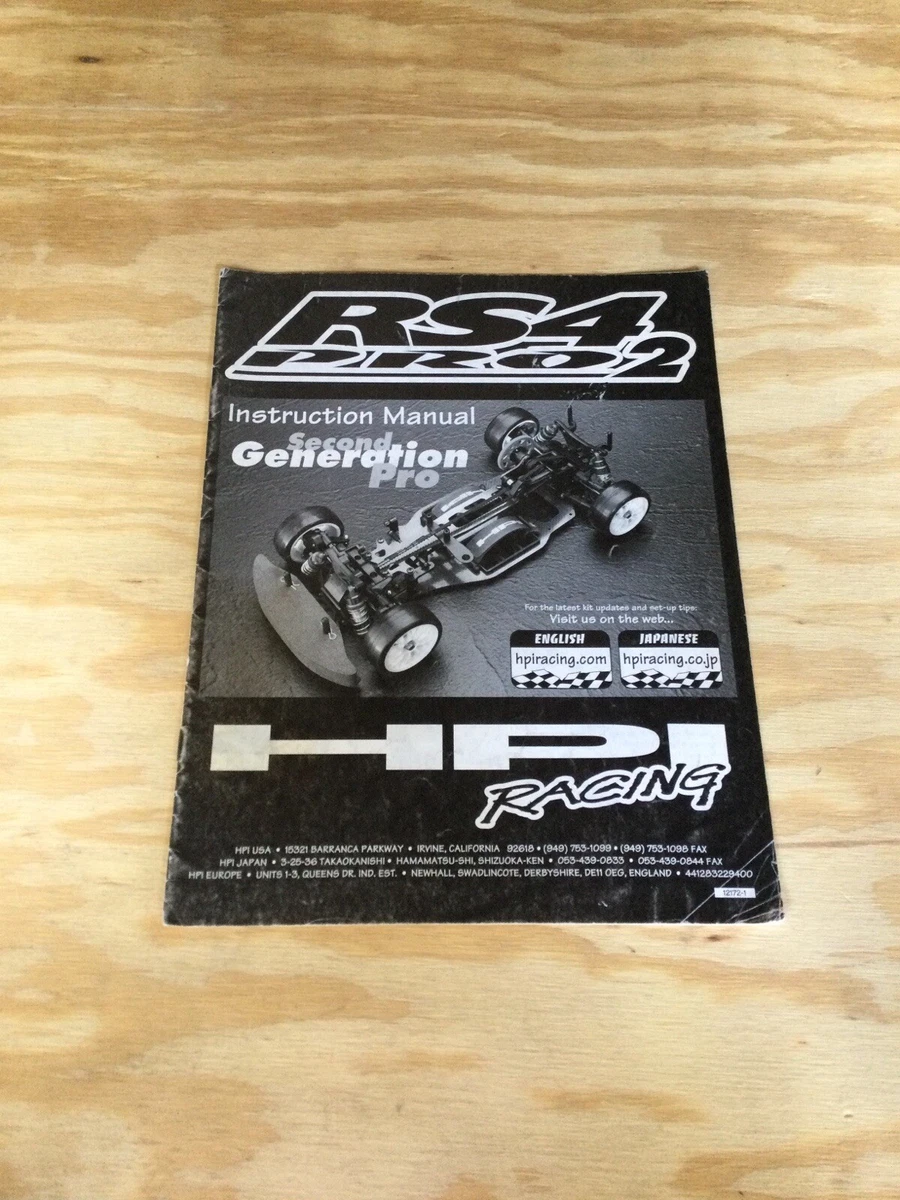 RS4
PRO 2
Instruction Manual
Second
Generation
Pro
For the latest kit updates and set-up tips:
Visit us on the web...
ENGLISH
hpiracing.com
JAPANESE
hpiracing.co.jp
HPI
RACING
HPI USA • 15321 BARRANCA PARKWAY • IRVINE, CALIFORNIA 92618 • (949) 753-1099 • (949) 753-1098 FAX
HPI JAPAN • 3-25-36 TAKAOKANISHI • HAMAMATSU-SHI, SHIZUOKA-KEN • 053-439-0833 • 053-439-0844 FAX
HPI EUROPE • UNITS 1-3, QUEENS DR. IND. EST. • NEWHALL, SWADLINCOTE, DERBYSHIRE, DE11 OEG, ENGLAND • 441283229400
12172-1